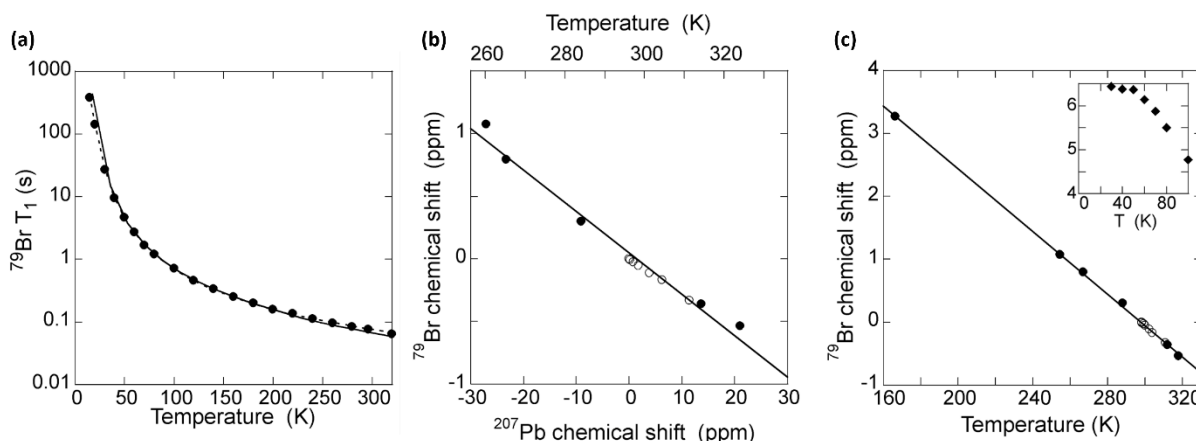 (a)
1000
100
10
1
0.1
0.01
⁷⁹Br T₁ (s)
0 50 100 150 200 250 300
Temperature (K)
(b)
Temperature (K)
260 280 300 320
1
0
-1
⁷⁹Br chemical shift (ppm)
-30 -20 -10 0 10 20 30
²⁰⁷Pb chemical shift (ppm)
(c)
4
3
2
1
0
-1
⁷⁹Br chemical shift (ppm)
160 200 240 280 320
Temperature (K)
6
5
4
0 40 80
T (K)